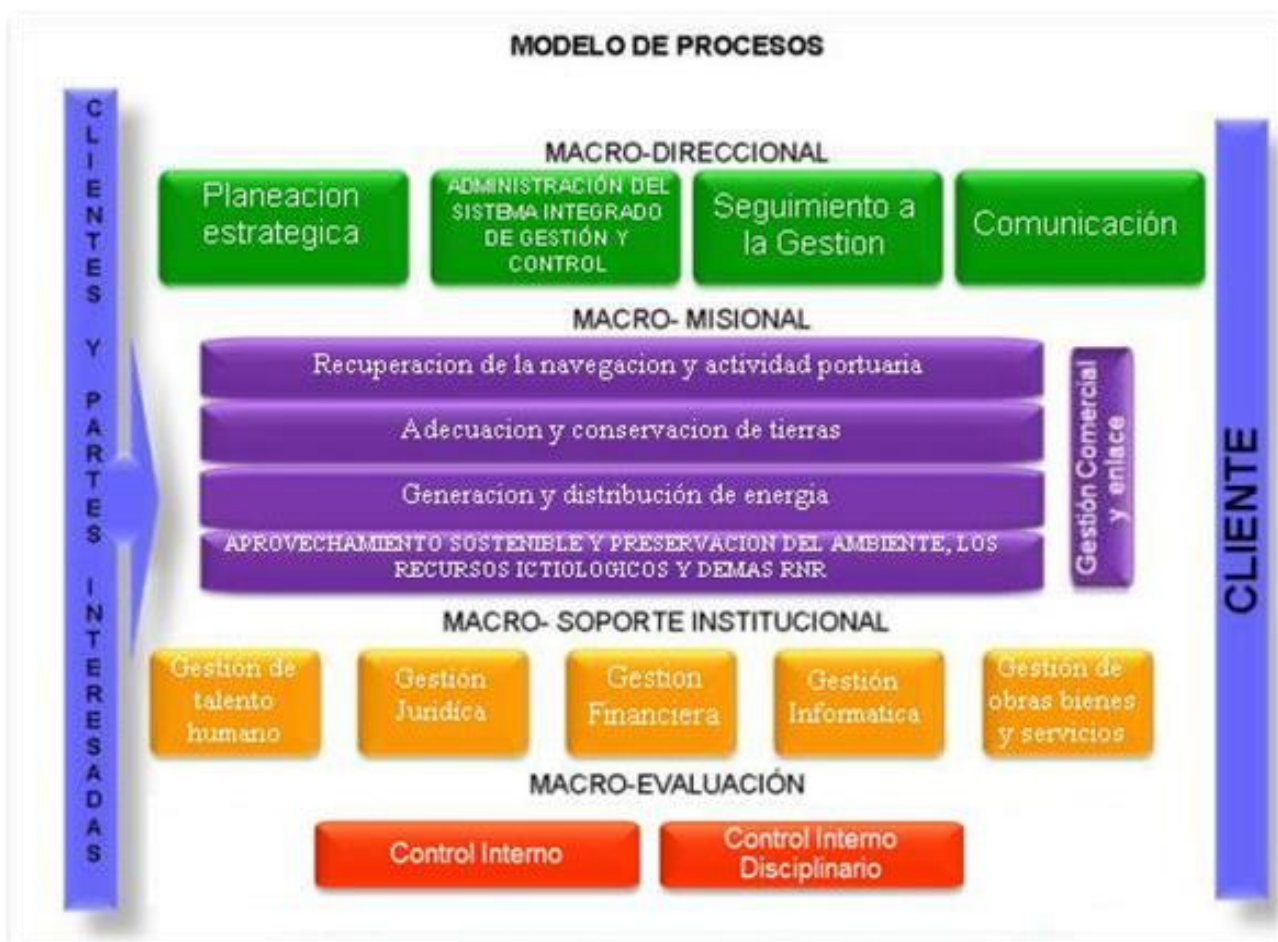 MODELO DE PROCESOS
CLIENTES Y PARTES INTERESADAS
MACRO-DIRECCIONAL
Planeacion
estrategica
ADMINISTRACIÓN DEL
SISTEMA INTEGRADO
DE GESTIÓN Y
CONTROL
Seguimiento a
la Gestion
Comunicación
MACRO- MISIONAL
Recuperacion de la navegacion y actividad portuaria
Adecuacion y conservacion de tierras
Generacion y distribución de energia
APROVECHAMIENTO SOSTENIBLE Y PRESERVACION DEL AMBIENTE, LOS
RECURSOS ICTIOLOGICOS Y DEMAS RNR
Gestión Comercial
y enlace
MACRO- SOPORTE INSTITUCIONAL
Gestión de
talento
humano
Gestión
Juridíca
Gestion
Financiera
Gestión
Informatica
Gestión de
obras bienes
y servicios
MACRO-EVALUACIÓN
Control Interno
Control Interno
Disciplinario
CLIENTE